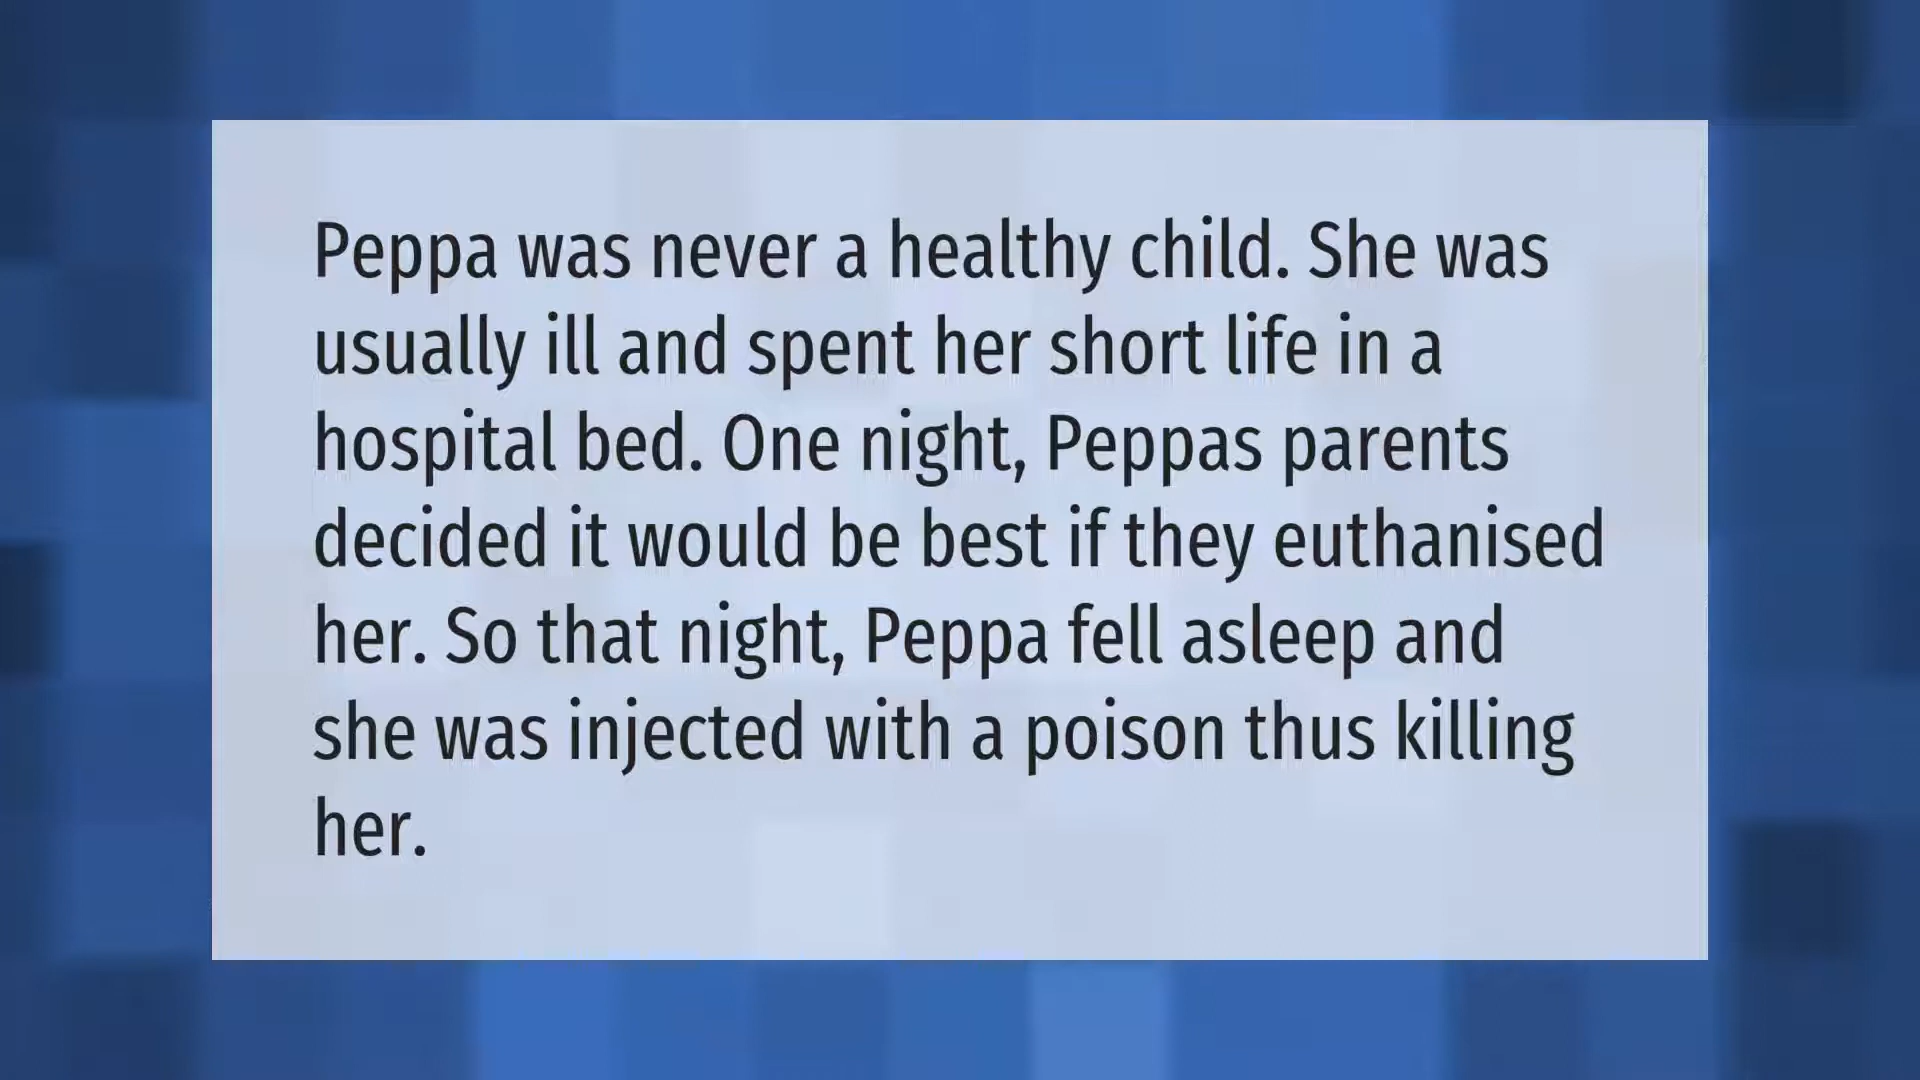 Peppa was never a healthy child. She was
usually ill and spent her short life in a
hospital bed. One night, Peppas parents
decided it would be best if they euthanised
her. So that night, Peppa fell asleep and
she was injected with a poison thus killing
her.